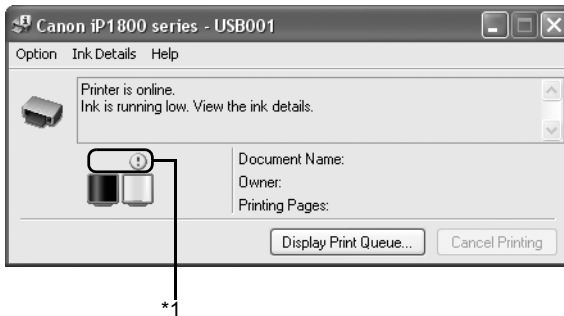 Canon iP1800 series - USB001
Option Ink Details Help
Printer is online.
Ink is running low. View the ink details.
Document Name:
Owner:
Printing Pages:
Display Print Queue... Cancel Printing
*1